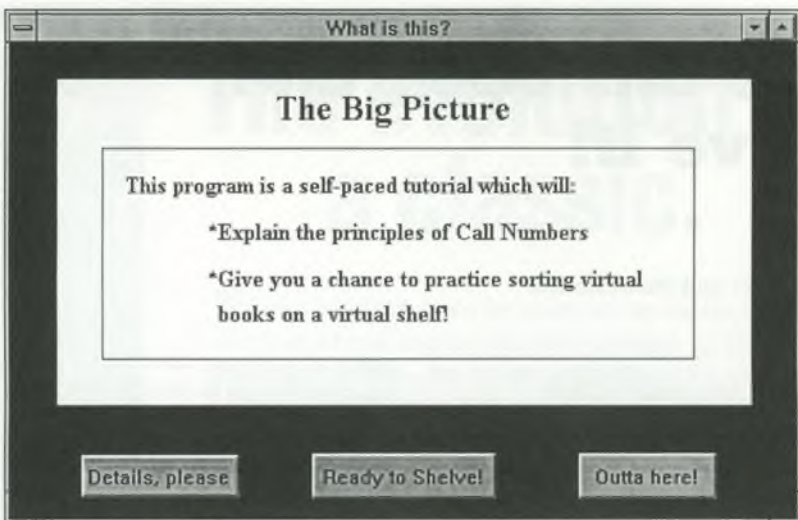 What is this?
The Big Picture
This program is a self-paced tutorial which will:
*Explain the principles of Call Numbers
*Give you a chance to practice sorting virtual
books on a virtual shelf!
Details, please
Ready to Shelve!
Outta here!